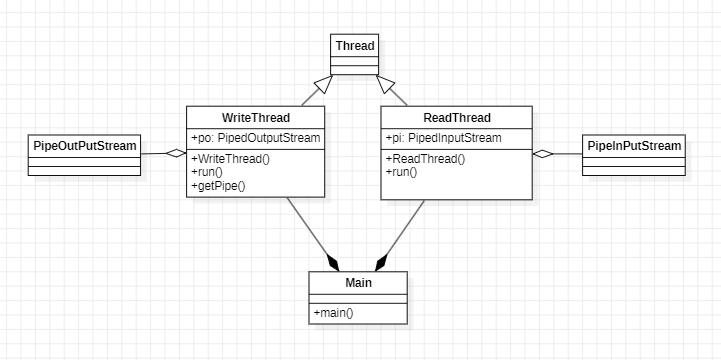 Thread
WriteThread
+po: PipedOutputStream
+WriteThread()
+run()
+getPipe()
ReadThread
+pi: PipedInputStream
+ReadThread()
+run()
PipeOutPutStream
PipeInPutStream
Main
+main()